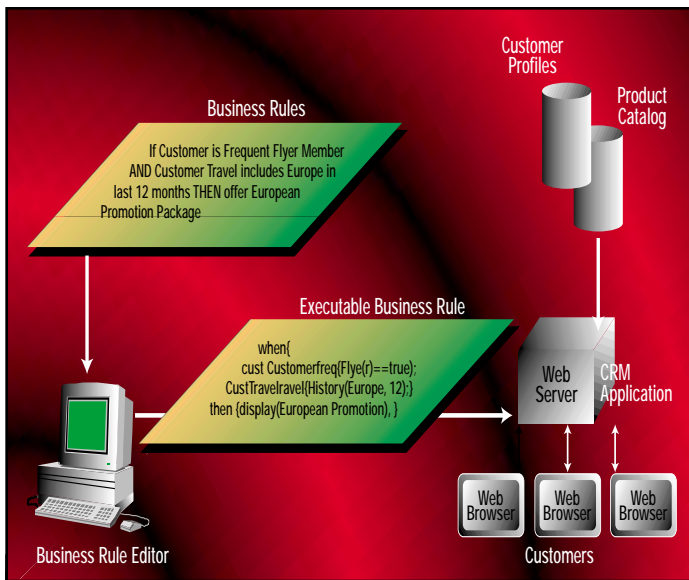 Customer
Profiles
Product
Catalog
Business Rules
If Customer is Frequent Flyer Member
AND Customer Travel includes Europe in
last 12 months THEN offer European
Promotion Package
Executable Business Rule
when{
cust Customerfreq{Flye(r)==true);
CustTravelravel{History(Europe, 12);}
then {display(European Promotion), }
Web
Server
CRM
Application
Web
Browser
Web
Browser
Web
Browser
Business Rule Editor
Customers